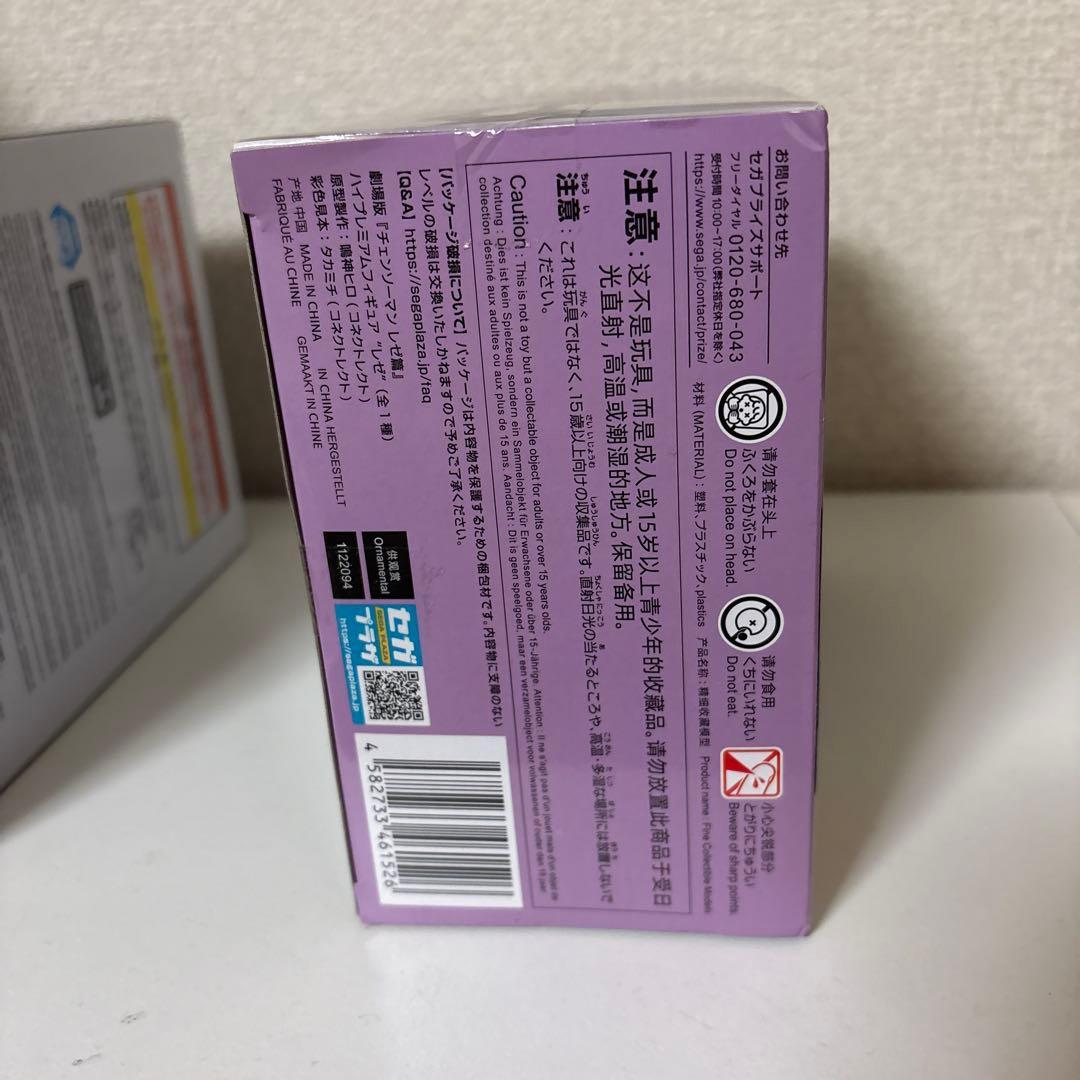 お問い合わせ先
セガプライズサポート
フリーダイヤル 0120-680-043
受付時間 10:00~17:00 (弊社指定休日を除く)
https://www.sega.jp/contact/prize/
请勿套在头上
ふくろをかぶらない
Do not place on head.
请勿食用
くちにいれない
Do not eat.
小心尖锐部分
とがりにちゅうい
Beware of sharp points.
材料 (MATERIAL) : 塑料、プラスチック、plastics 产品名称 : 精细收藏模型 Product name : Fine Collectible Models
注意:这不是玩具,而是成人或15岁以上青少年的收藏品。请勿放置此商品于受日
光直射,高温或潮湿的地方。保留备用。
注意:これは玩具ではなく、15歳以上向けの収集品です。直射日光の当たるところや、高温・多湿な場所には放置しないで
ください。
Caution : This is not a toy but a collectable object for adults or over 15 years olds.
Achtung : Dies ist kein Spielzeug, sondern ein Sammelobjekt für Erwachsene oder über 15-Jährige. Attention : Il ne s'agit pas d'un jouet mais d'un objet de
collection destiné aux adultes ou aux plus de 15 ans. Aandacht : Dit is geen speelgoed, maar een verzamelobject voor volwassenen of ouder dan 15 jaar.
【パッケージ破損について】パッケージは内容物を保護するための梱包材です。内容物に支障のない
レベルの破損は交換いたしかねますので予めご了承ください。
【Q&A】https://segaplaza.jp/faq
劇場版『チェンソーマン レゼ篇』
ハイプレミアムフィギュア “レゼ” (全1種)
原型製作:鳴神ヒロ(コネクトレクト)
彩色見本:タカミチ(コネクトレクト)
产地 中国 MADE IN CHINA IN CHINA HERGESTELLT
FABRIQUÉ AU CHINE GEMAAKT IN CHINE
供观赏
Ornamental
1122094
セガ
SEGA PLAZA
プラザ
https://segaplaza.jp
4 582733 461526